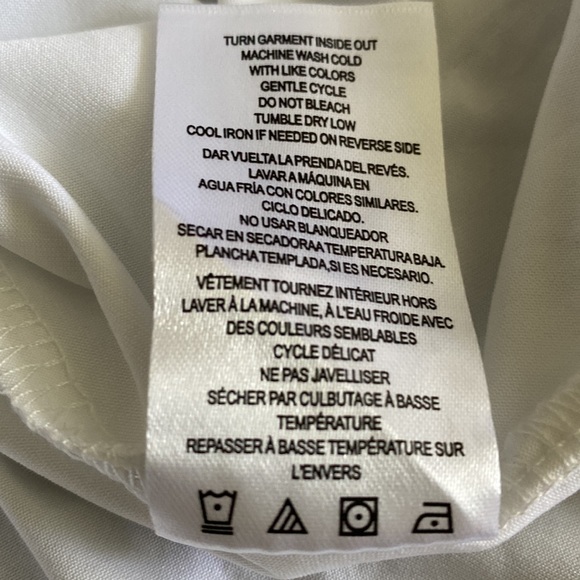 TURN GARMENT INSIDE OUT
MACHINE WASH COLD
WITH LIKE COLORS
GENTLE CYCLE
DO NOT BLEACH
TUMBLE DRY LOW
COOL IRON IF NEEDED ON REVERSE SIDE
DAR VUELTA LA PRENDA DEL REVÉS.
LAVAR A MÁQUINA EN
AGUA FRÍA CON COLORES SIMILARES.
CICLO DELICADO.
NO USAR BLANQUEADOR
SECAR EN SECADORA A TEMPERATURA BAJA.
PLANCHA TEMPLADA,SI ES NECESARIO.
VÊTEMENT TOURNEZ INTÉRIEUR HORS
LAVER À LA MACHINE, À L'EAU FROIDE AVEC
DES COULEURS SEMBLABLES
CYCLE DÉLICAT
NE PAS JAVELLISER
SÉCHER PAR CULBUTAGE À BASSE
TEMPÉRATURE
REPASSER À BASSE TEMPÉRATURE SUR
L'ENVERS